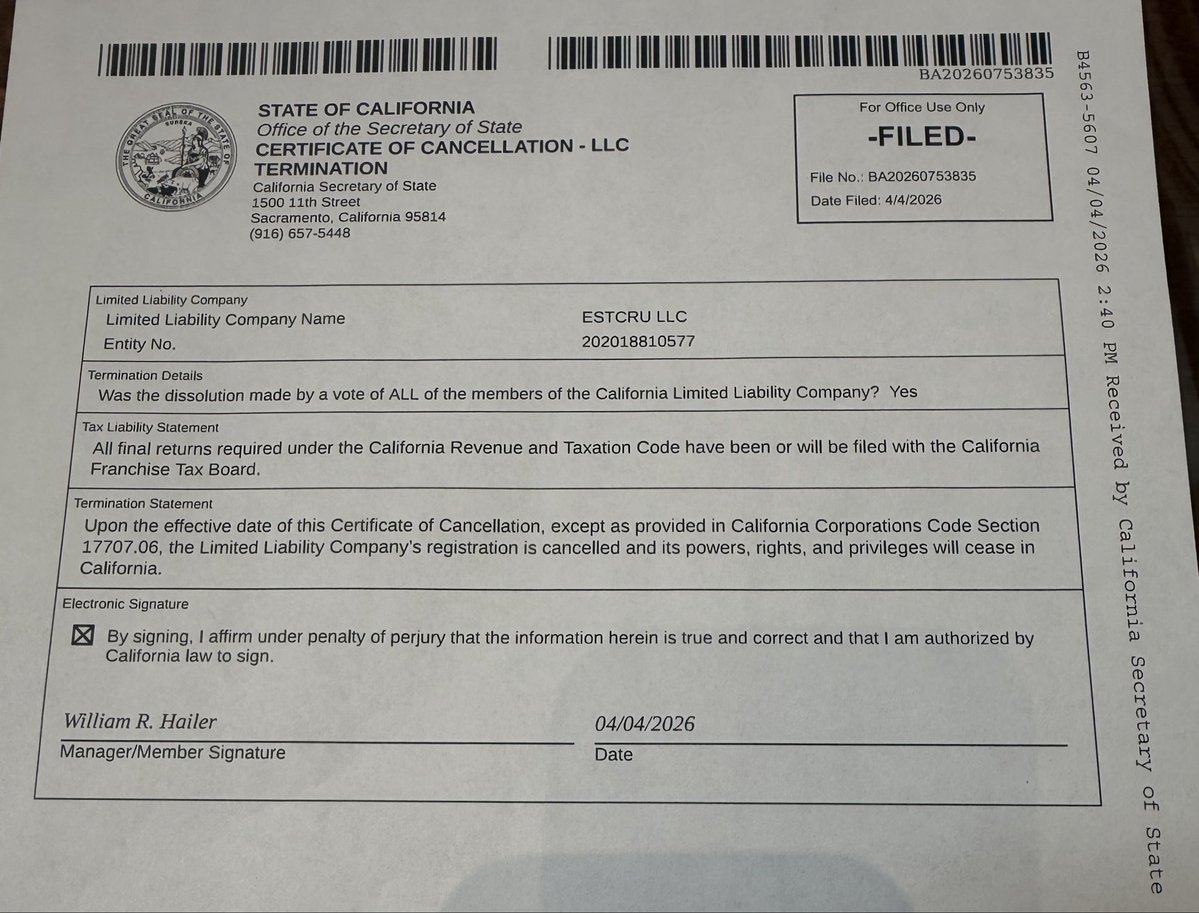 BA20260753835
STATE OF CALIFORNIA
Office of the Secretary of State
CERTIFICATE OF CANCELLATION - LLC
TERMINATION
California Secretary of State
1500 11th Street
Sacramento, California 95814
(916) 657-5448
THE GREAT SEAL OF THE STATE OF CALIFORNIA
EUREKA
For Office Use Only
-FILED-
File No.: BA20260753835
Date Filed: 4/4/2026
Limited Liability Company
Limited Liability Company Name ESTCRU LLC
Entity No. 202018810577
Termination Details
Was the dissolution made by a vote of ALL of the members of the California Limited Liability Company? Yes
Tax Liability Statement
All final returns required under the California Revenue and Taxation Code have been or will be filed with the California
Franchise Tax Board.
Termination Statement
Upon the effective date of this Certificate of Cancellation, except as provided in California Corporations Code Section
17707.06, the Limited Liability Company's registration is cancelled and its powers, rights, and privileges will cease in
California.
Electronic Signature
By signing, I affirm under penalty of perjury that the information herein is true and correct and that I am authorized by
California law to sign.
William R. Hailer 04/04/2026
Manager/Member Signature Date
B4563-5607 04/04/2026 2:40 PM Received by California Secretary of State